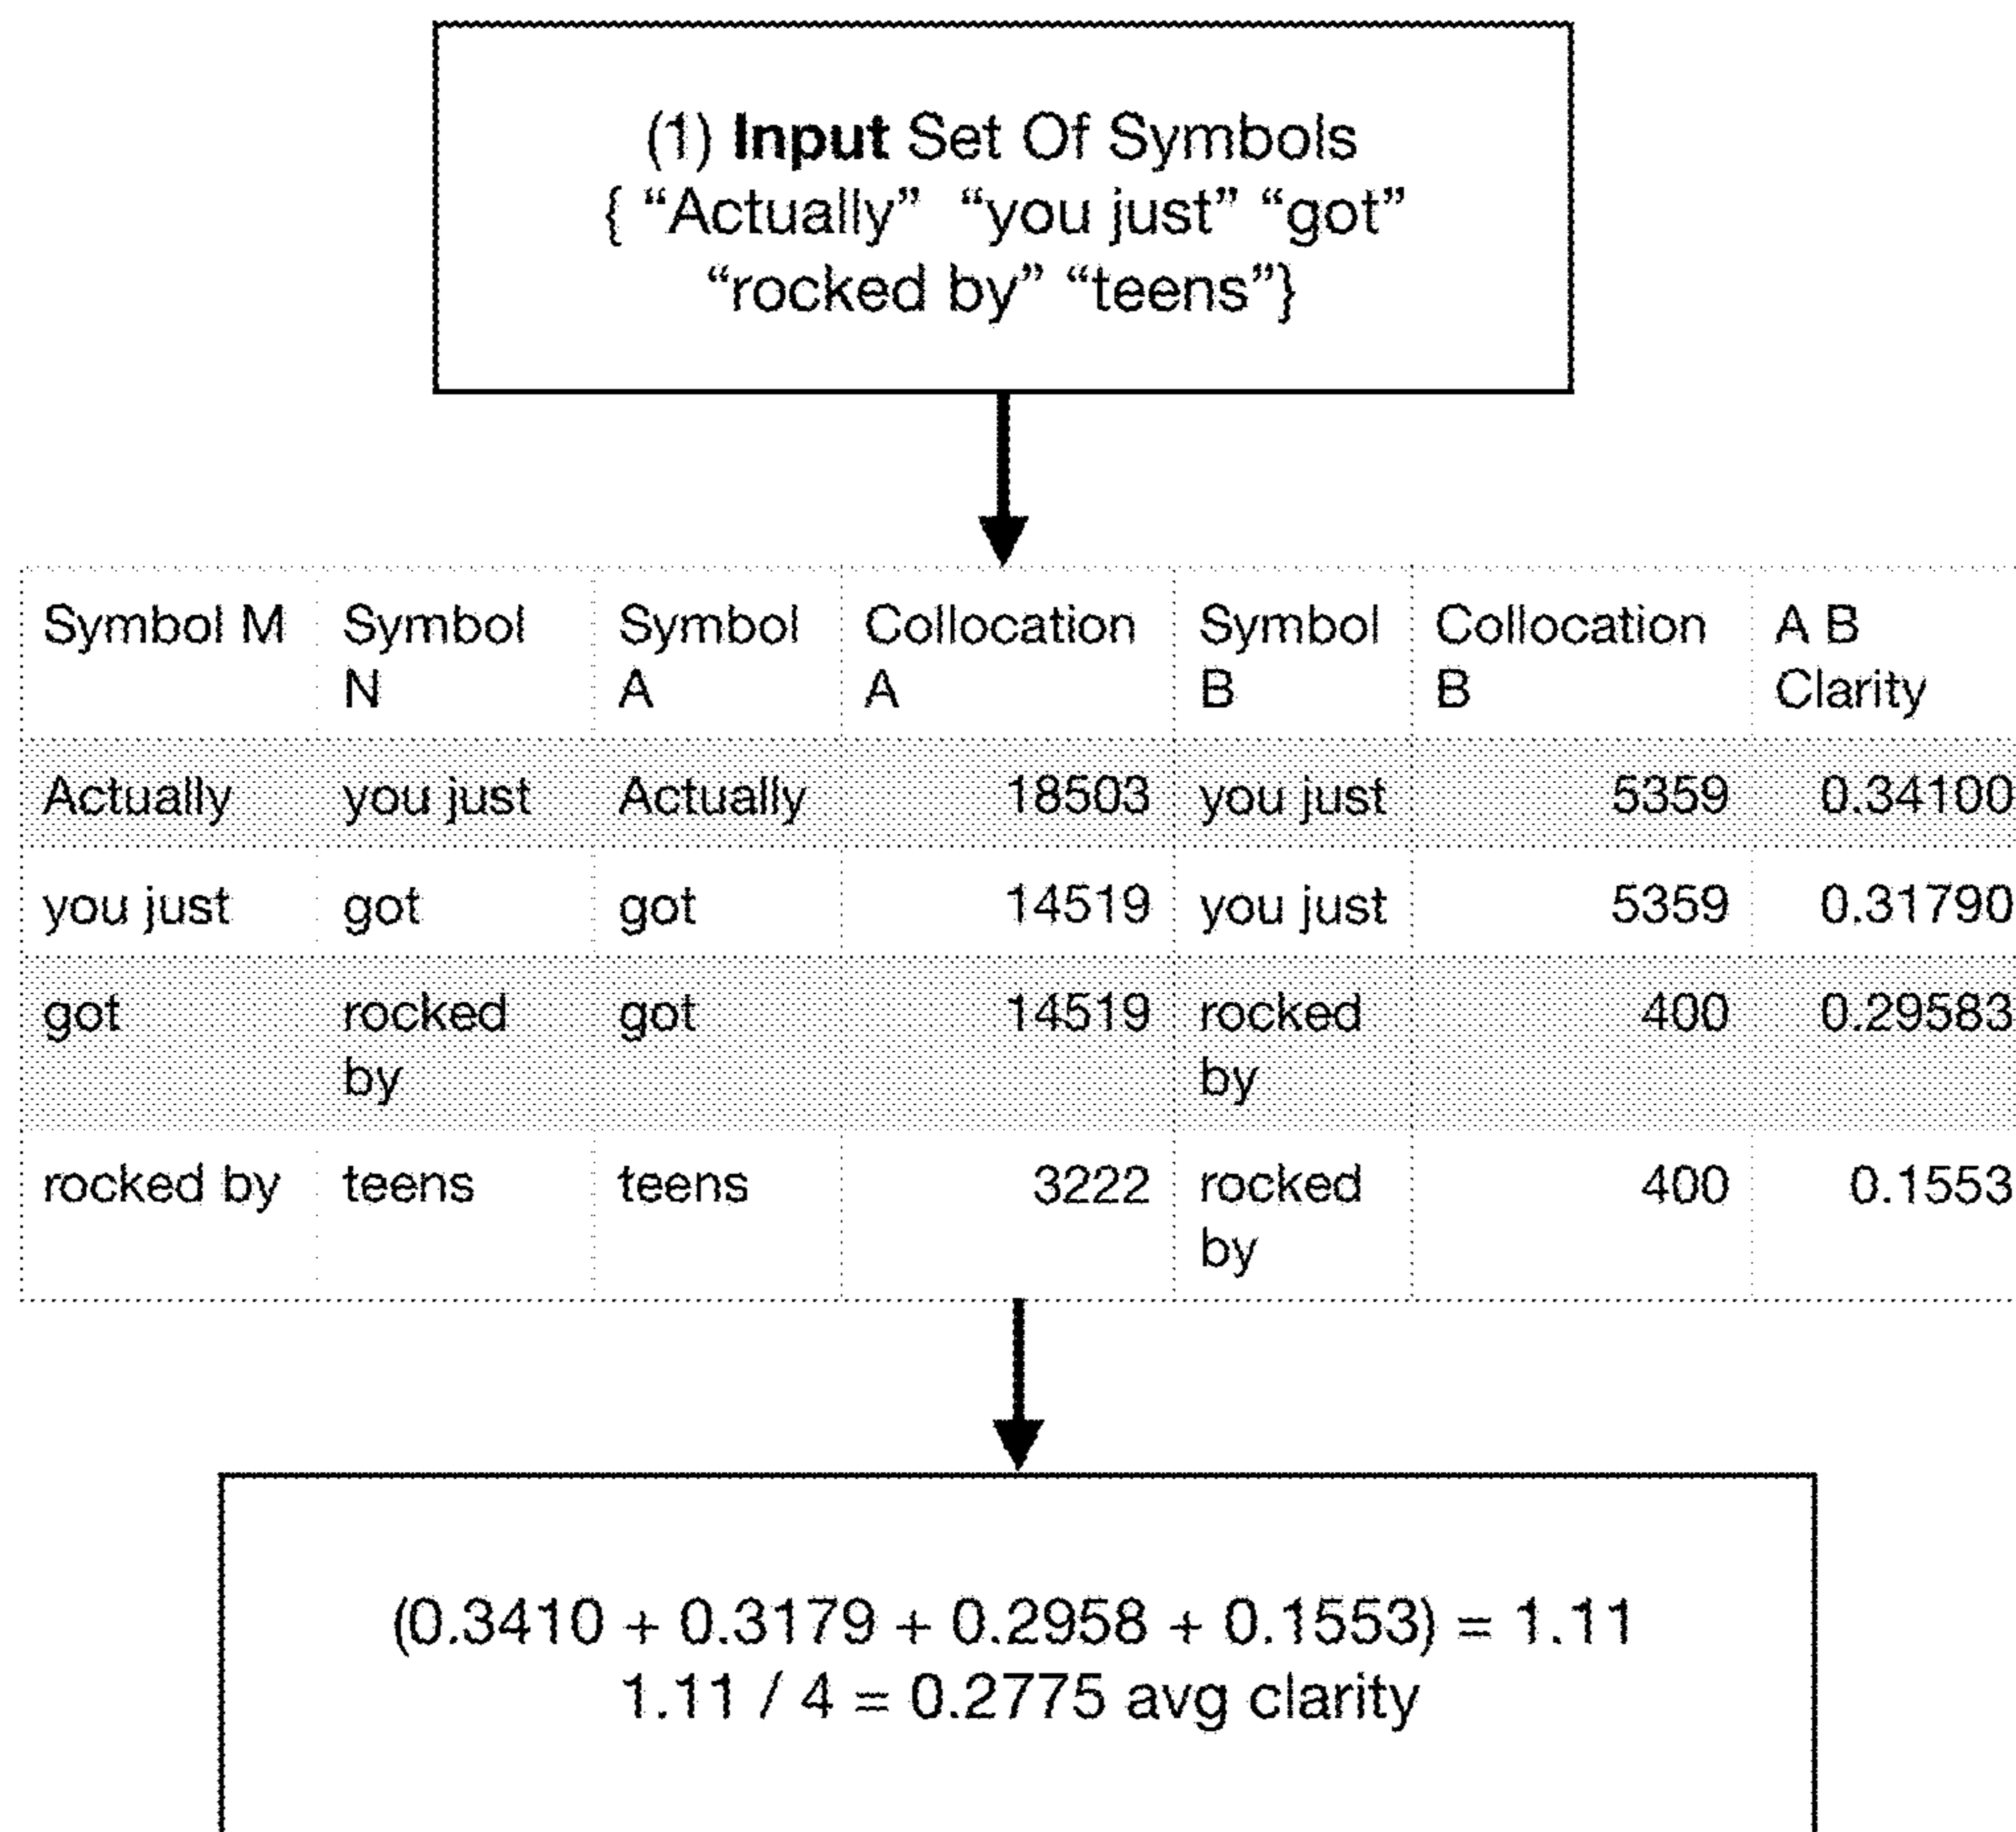 (1) Input Set Of Symbols
{ “Actually”  “you just” “got”
“rocked by” “teens”}
Symbol M Symbol N Symbol A Collocation A Symbol B Collocation B A B Clarity
Actually you just Actually 18503 you just 5359 0.34100
you just got got 14519 you just 5359 0.31790
got rocked by got 14519 rocked by 400 0.29583
rocked by teens teens 3222 rocked by 400 0.1553
(0.3410 + 0.3179 + 0.2958 + 0.1553) = 1.11
1.11 / 4 = 0.2775 avg clarity